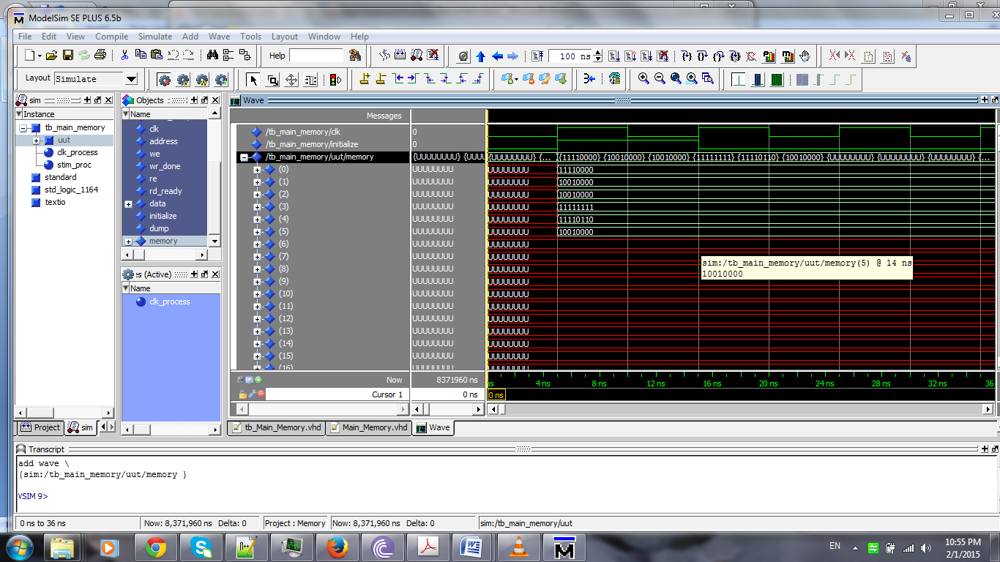 ModelSim SE PLUS 6.5b
File Edit View Compile Simulate Add Wave Tools Layout Window Help
Help
100 ns
Layout Simulate
sim
Instance
tb_main_memory
uut
clk_process
stim_proc
standard
std_logic_1164
textio
Project sim
Objects
Name
clk
address
we
wr_done
re
rd_ready
data
initialize
dump
memory
:s (Active)
Name
clk_process
Wave
Messages
/tb_main_memory/clk 0
/tb_main_memory/initialize 0
/tb_main_memory/uut/memory {UUUUUUUU} {UUUU {UUUUUUUU} {... {11110000} {10010000} {10010000} {11111111} {11110110} {10010000} {UUUUUUUU} {UUUUUUUU} {UUUUUUUU} {...
(0) UUUUUUUU UUUUUUUU 11110000
(1) UUUUUUUU UUUUUUUU 10010000
(2) UUUUUUUU UUUUUUUU 10010000
(3) UUUUUUUU UUUUUUUU 11111111
(4) UUUUUUUU UUUUUUUU 11110110
(5) UUUUUUUU UUUUUUUU 10010000
(6) UUUUUUUU UUUUUUUU
(7) UUUUUUUU UUUUUUUU
(8) UUUUUUUU UUUUUUUU
(9) UUUUUUUU UUUUUUUU
(10) UUUUUUUU UUUUUUUU
(11) UUUUUUUU UUUUUUUU
(12) UUUUUUUU UUUUUUUU
(13) UUUUUUUU UUUUUUUU
(14) UUUUUUUU UUUUUUUU
(15) UUUUUUUU UUUUUUUU
(16) UUUUUUUU UUUUUUUU
sim:/tb_main_memory/uut/memory(5) @ 14 ns
10010000
Now 8371960 ns ns 4 ns 8 ns 12 ns 16 ns 20 ns 24 ns 28 ns 32 ns 36
Cursor 1 0 ns 0 ns
tb_Main_Memory.vhd Main_Memory.vhd Wave
Transcript
add wave \
{sim:/tb_main_memory/uut/memory }
VSIM 9>
0 ns to 36 ns Now: 8,371,960 ns Delta: 0 Project : Memory Now: 8,371,960 ns Delta: 0 sim:/tb_main_memory/uut
EN 10:55 PM
2/1/2015